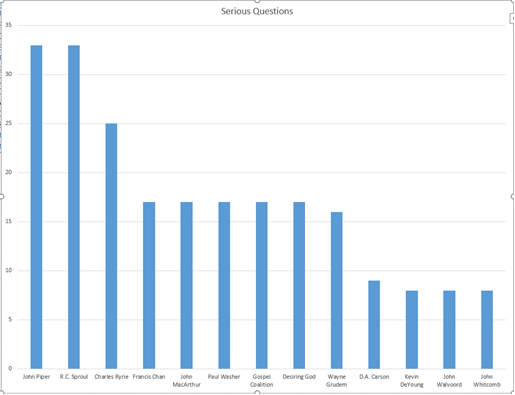 Serious Questions
35
30
25
20
15
10
5
0
John Piper
R.C. Sproul
Charles Ryrie
Francis Chan
John
MacArthur
Paul Washer
Gospel
Coalition
Desiring God
Wayne
Grudem
D.A. Carson
Kevin
DeYoung
John
Walvoord
John
Whitcomb